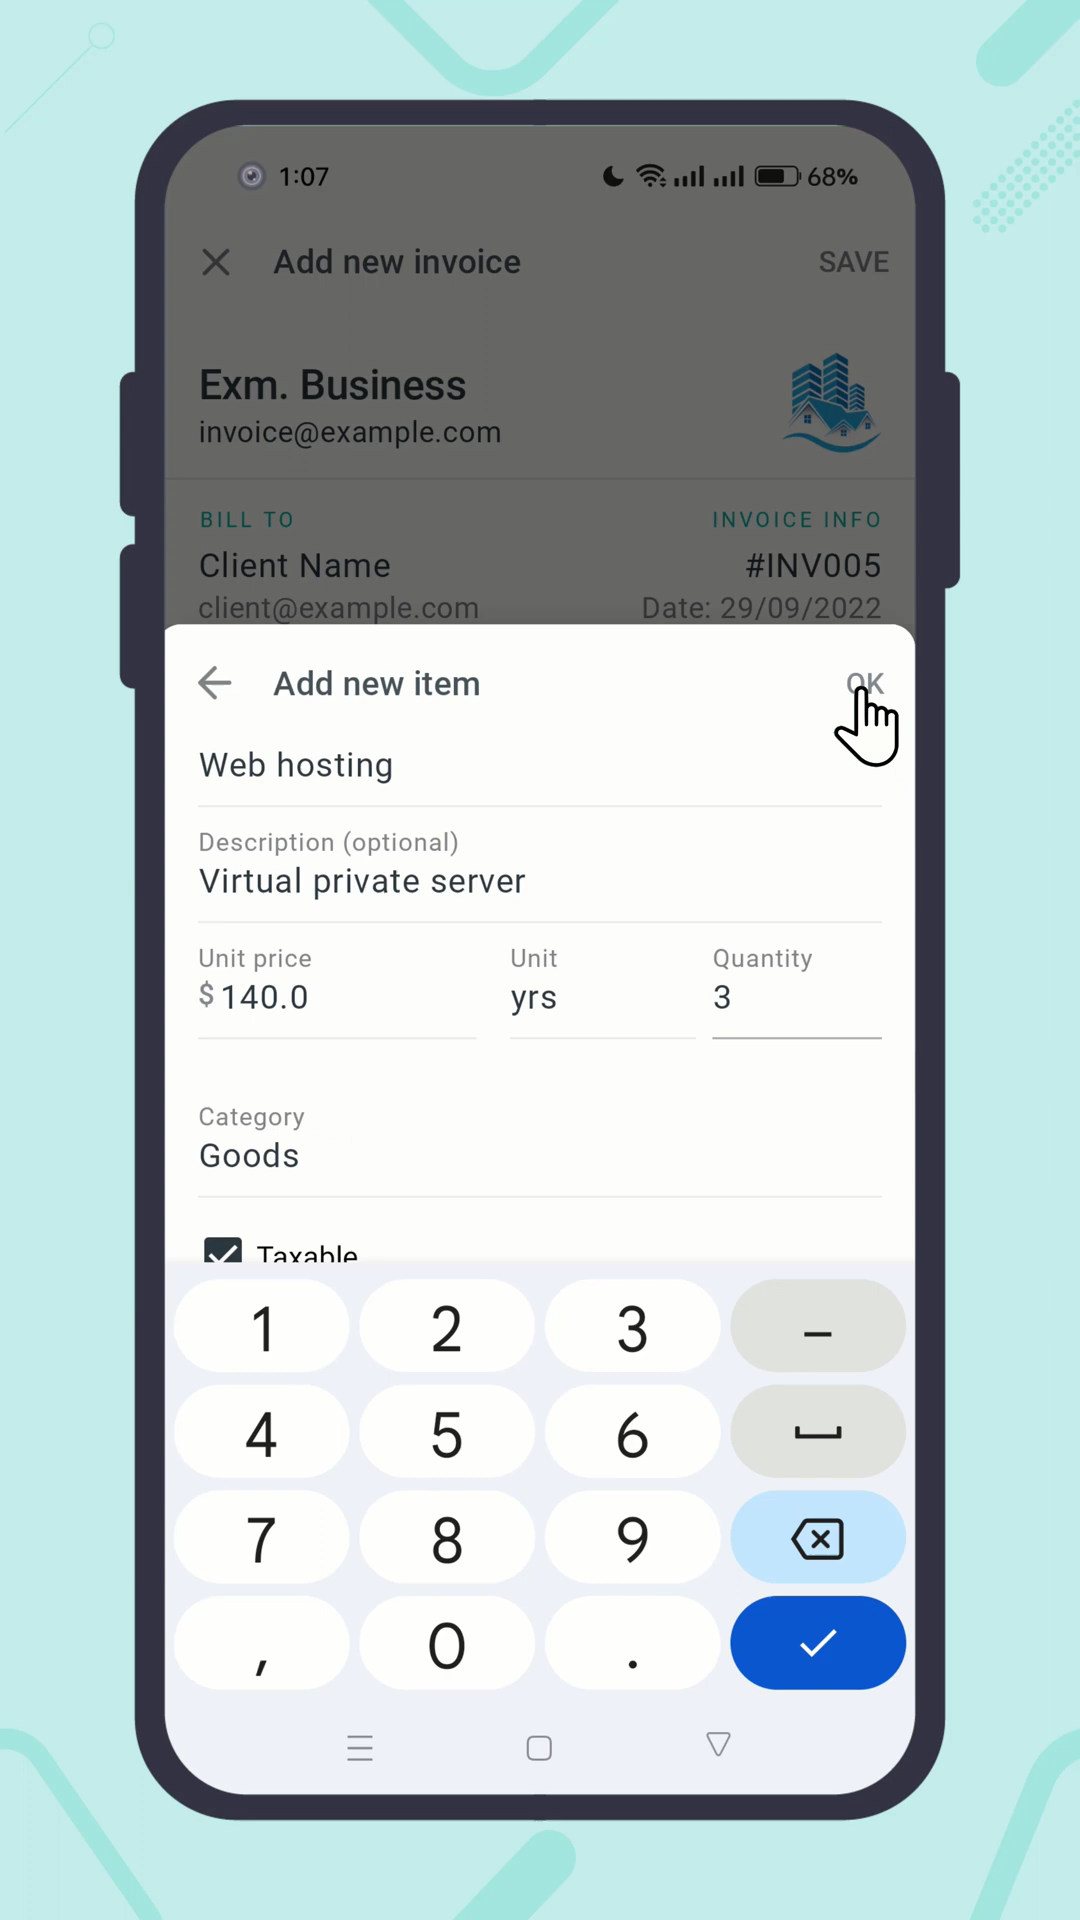 1:07 68%
Add new invoice SAVE
Exm. Business
invoice@example.com
BILL TO INVOICE INFO
Client Name #INV005
client@example.com Date: 29/09/2022
Add new item OK
Web hosting
Description (optional)
Virtual private server
Unit price Unit Quantity
$140.0 yrs 3
Category
Goods
Taxable
1 2 3 –
4 5 6
7 8 9
, 0 .